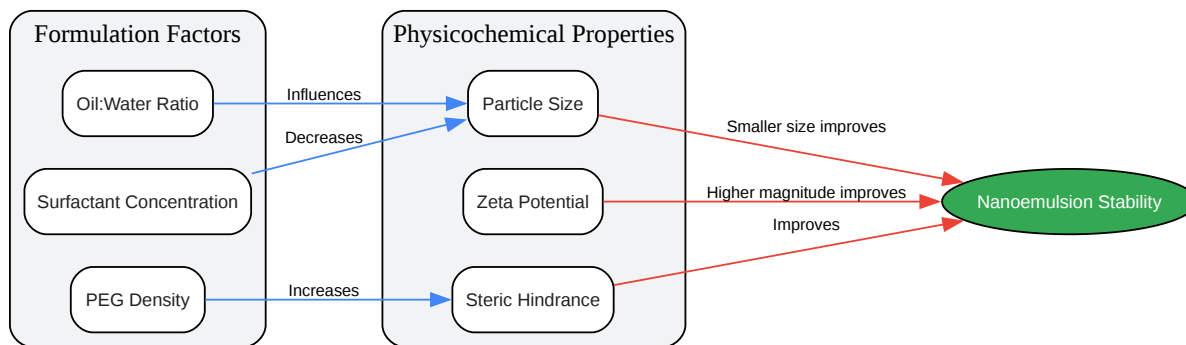 Formulation Factors
Physicochemical Properties
Oil:Water Ratio
Influences
Particle Size
Decreases
Smaller size improves
Surfactant Concentration
Zeta Potential
Higher magnitude improves
Nanoemulsion Stability
Improves
PEG Density
Increases
Steric Hindrance